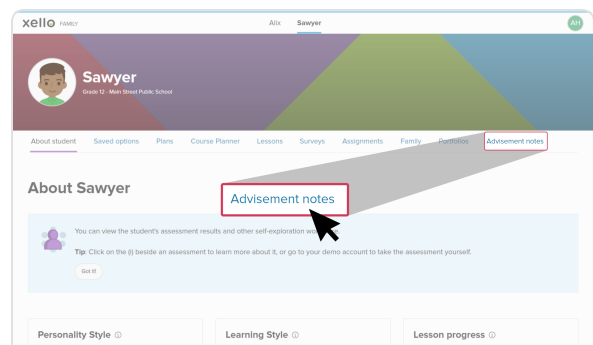 xello FAMILY
Alix Sawyer
AH
Sawyer
Grade 12 - Main Street Public School
About student Saved options Plans Course Planner Lessons Surveys Assignments Family Portfolios Advisement notes
About Sawyer
Advisement notes
You can view the student's assessment results and other self-exploration
Tip: Click on the (i) beside an assessment to learn more about it, or go to your demo account to take the assessment yourself.
Got it!
Personality Style Learning Style Lesson progress